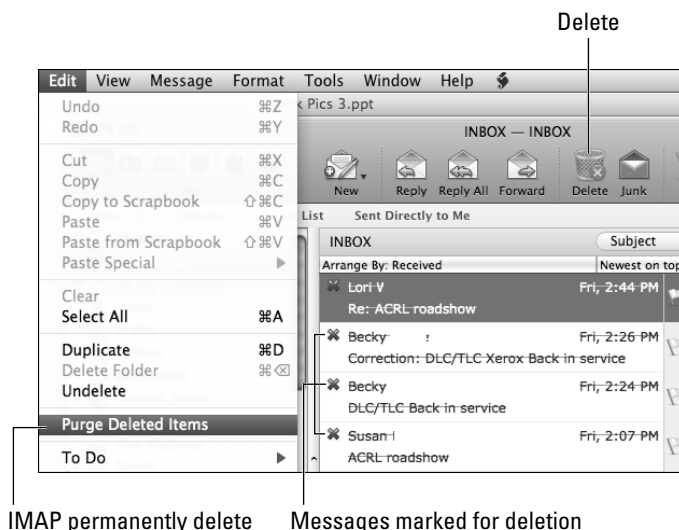 Delete
Edit View Message Format Tools Window Help
Undo ⌘Z
k Pics 3.ppt
Redo ⌘Y
INBOX — INBOX
Cut ⌘X
Copy ⌘C
Copy to Scrapbook ⇧⌘C
New Reply Reply All Forward Delete Junk
Paste ⌘V
List Sent Directly to Me
Paste from Scrapbook ⇧⌘V
INBOX Subject
Paste Special
Arrange By: Received Newest on top
Clear
Lori V Fri, 2:44 PM
Select All ⌘A
Re: ACRL roadshow
Duplicate ⌘D
Becky Fri, 2:26 PM
Delete Folder ⌘⌫
Correction: DLC/TLC Xerox Back in service
Undelete
Becky Fri, 2:24 PM
DLC/TLC Back in service
Purge Deleted Items
Susan Fri, 2:07 PM
To Do
ACRL roadshow
IMAP permanently delete Messages marked for deletion